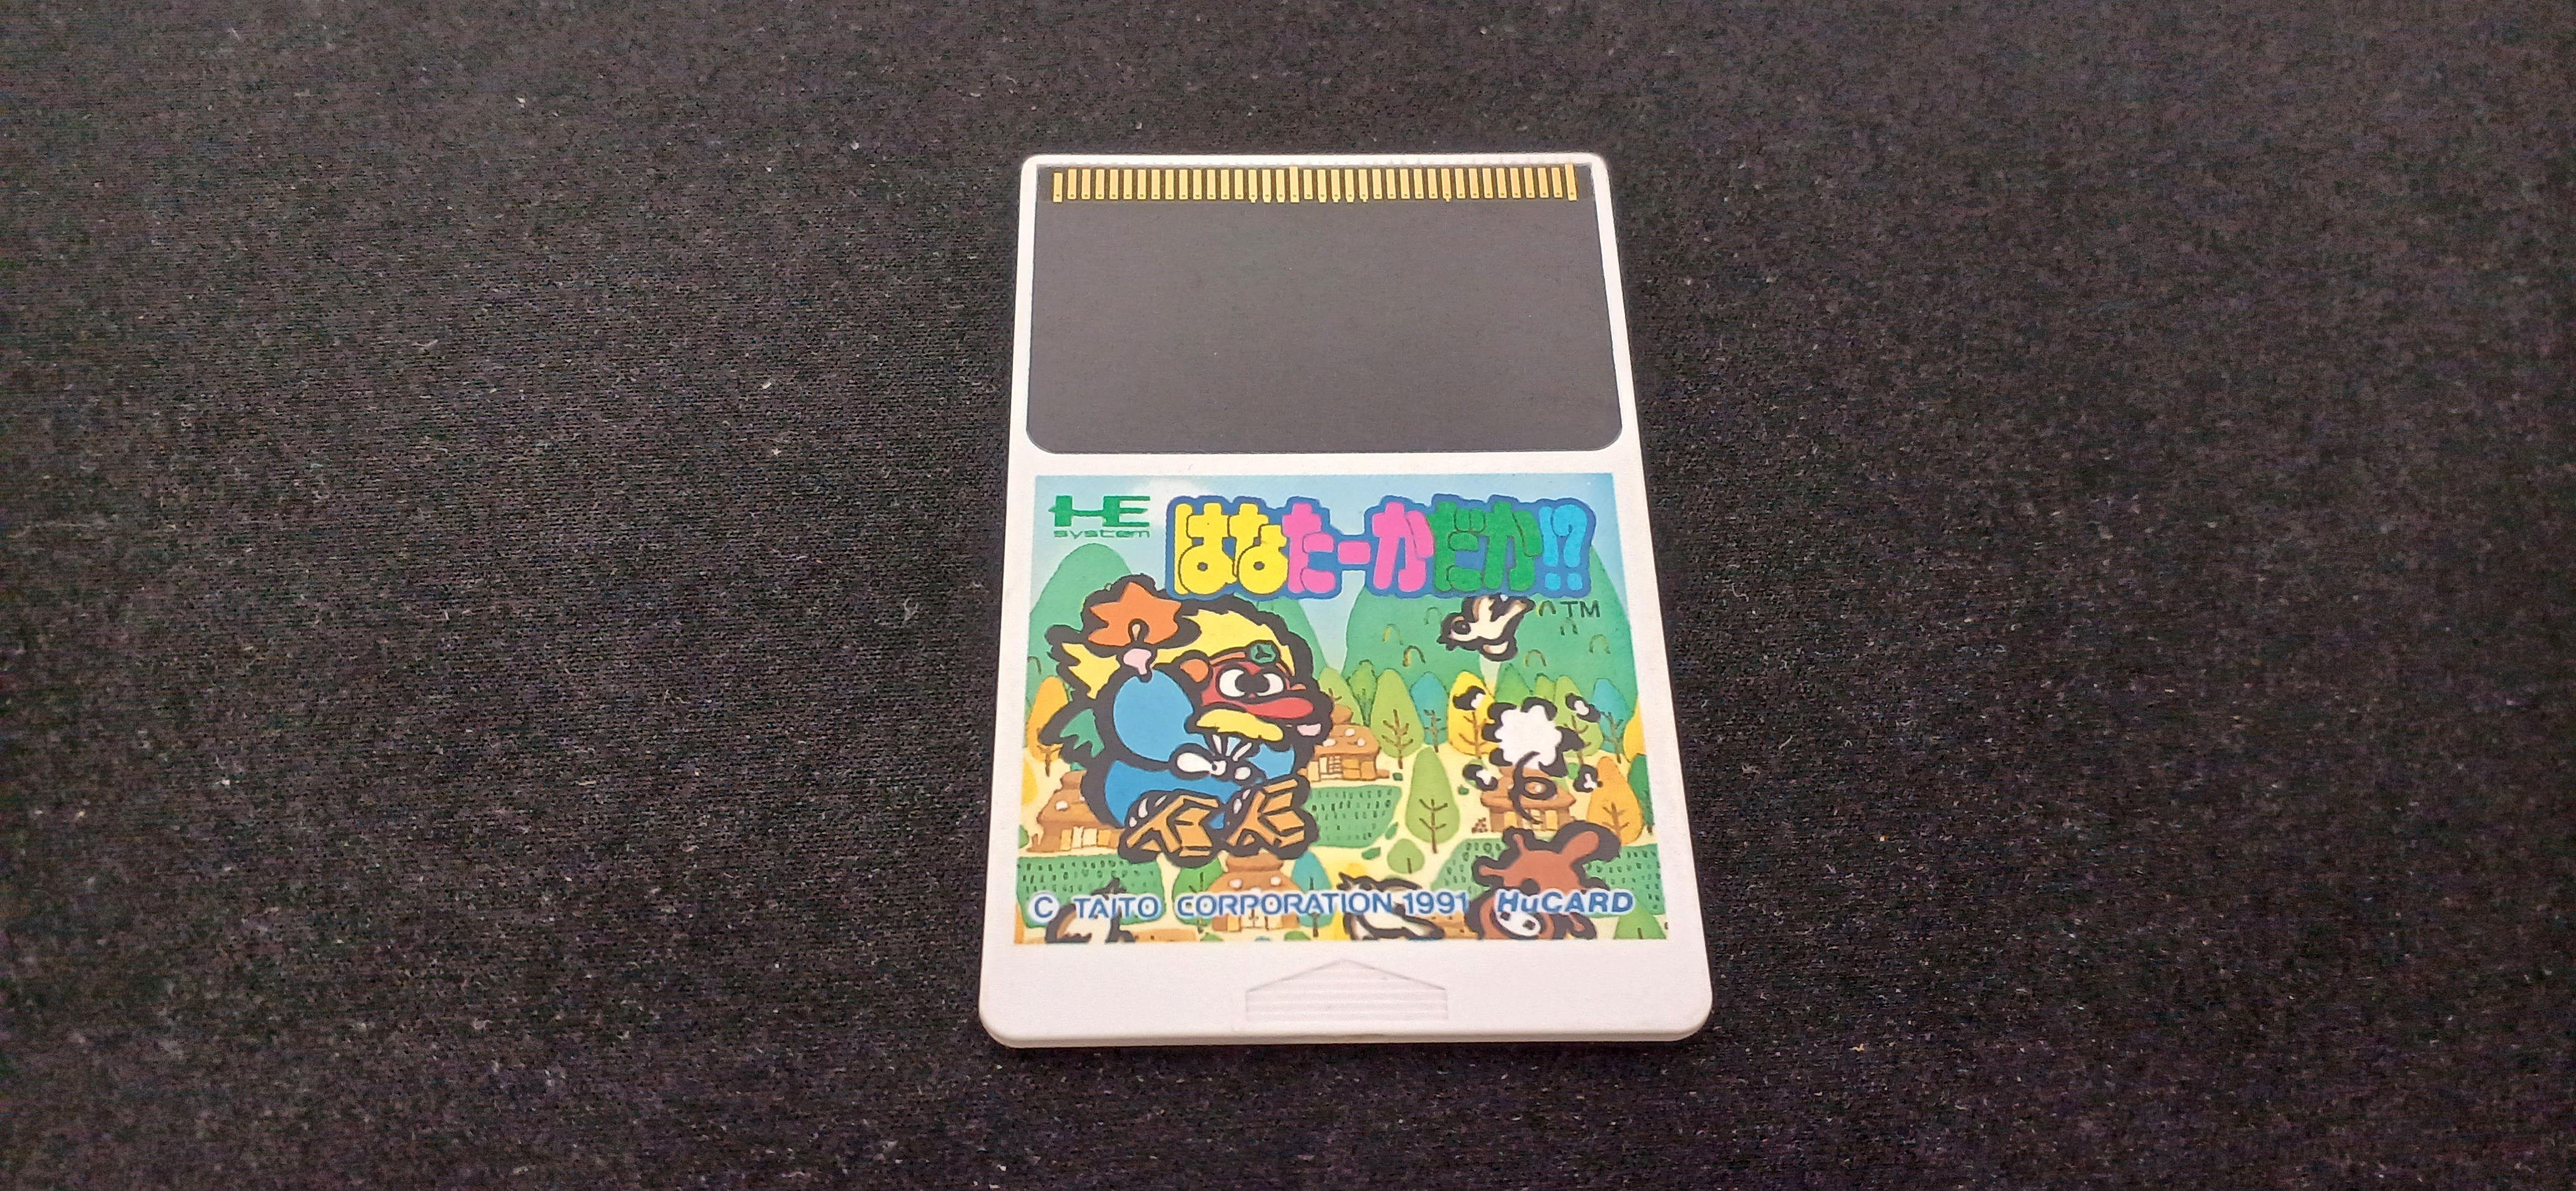 HE
system
はなたーかだか!?
TM
C TAITO CORPORATION 1991 HuCARD